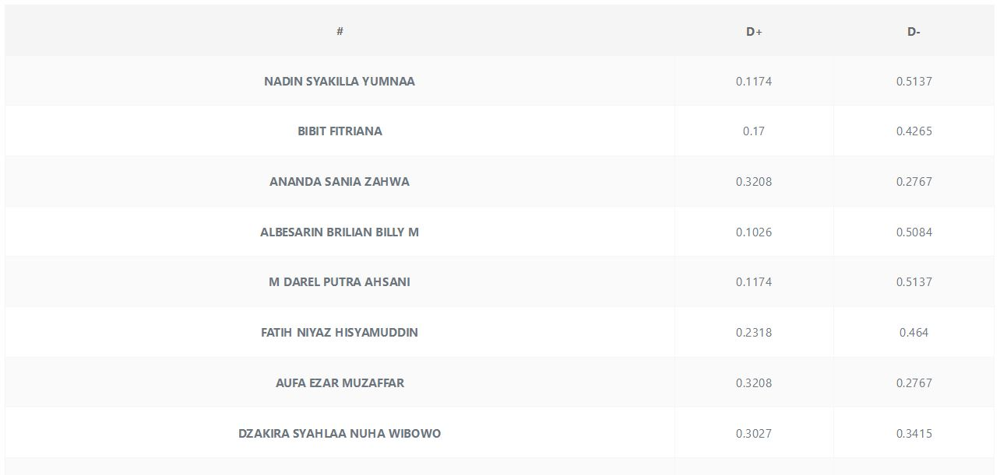 # D+ D-
NADIN SYAKILLA YUMNAA 0.1174 0.5137
BIBIT FITRIANA 0.17 0.4265
ANANDA SANIA ZAHWA 0.3208 0.2767
ALBESARIN BRILIAN BILLY M 0.1026 0.5084
M DAREL PUTRA AHSANI 0.1174 0.5137
FATIH NIYAZ HISYAMUDDIN 0.2318 0.464
AUFA EZAR MUZAFFAR 0.3208 0.2767
DZAKIRA SYAHLAA NUHA WIBOWO 0.3027 0.3415